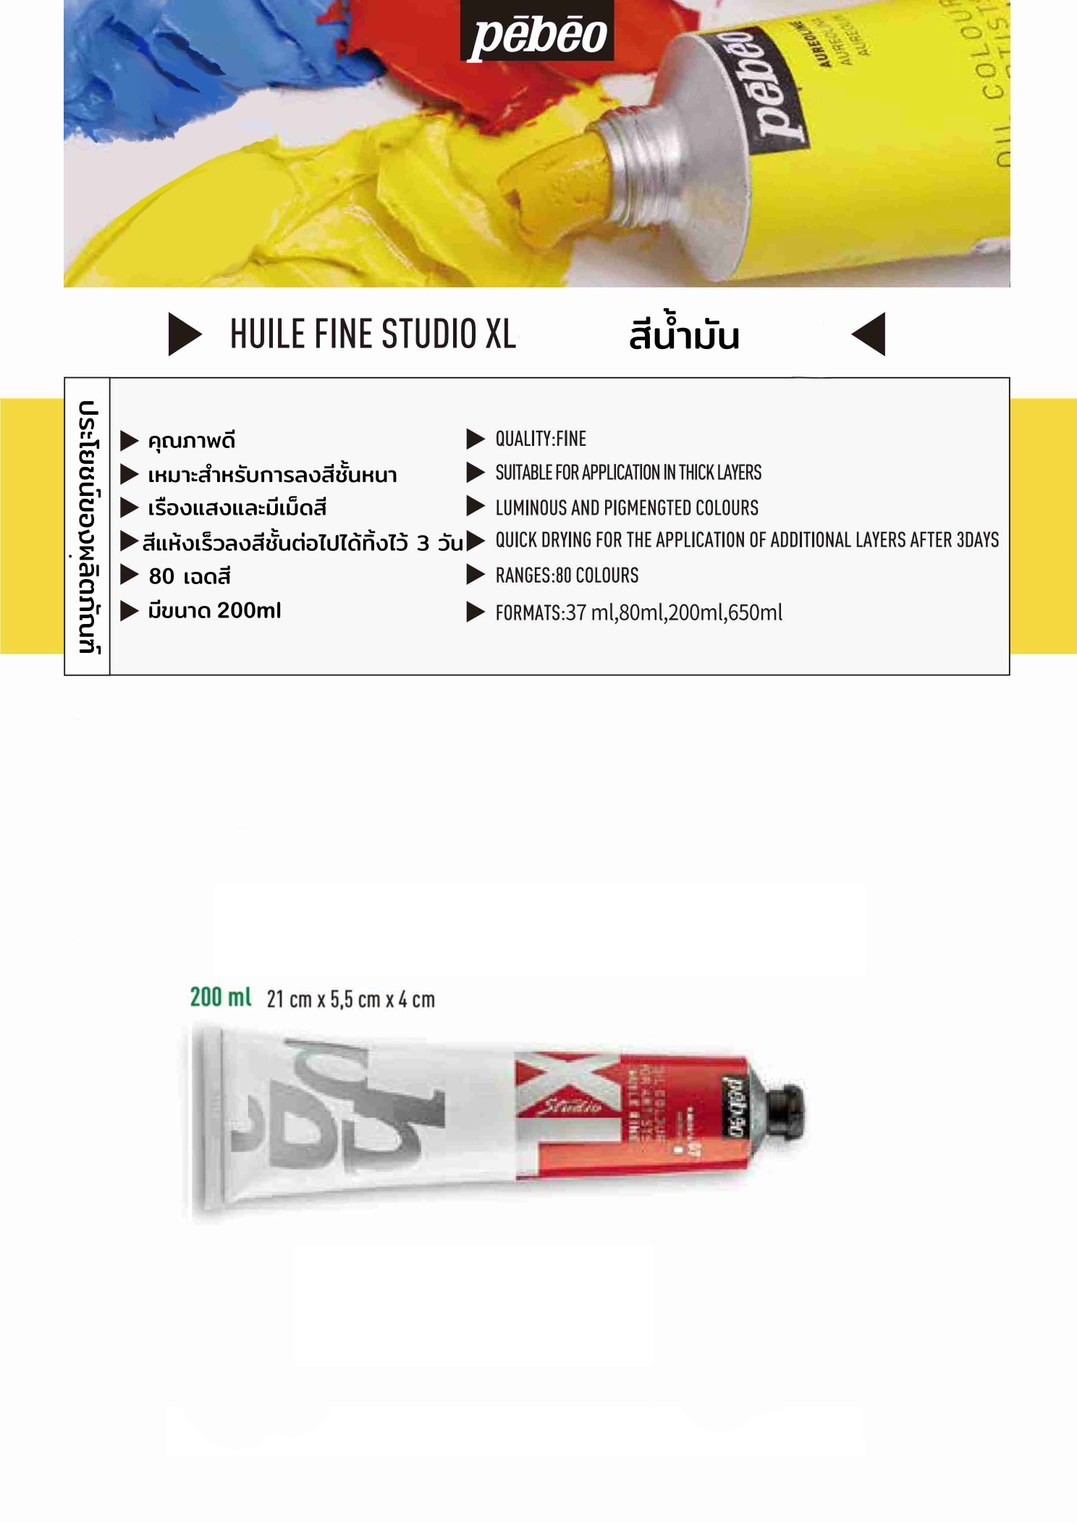 pēbēo
pēbēo
AUREOLINE
OIL COLOUR
HUILE FINE STUDIO XL
สีน้ำมัน
ประโยชน์ของผลิตภัณฑ์
คุณภาพดี
เหมาะสำหรับการลงสีชั้นหนา
เรืองแสงและมีเม็ดสี
สีแห้งเร็วลงสีชั้นต่อไปได้ทิ้งไว้ 3 วัน
80 เฉดสี
มีขนาด 200ml
QUALITY:FINE
SUITABLE FOR APPLICATION IN THICK LAYERS
LUMINOUS AND PIGMENGTED COLOURS
QUICK DRYING FOR THE APPLICATION OF ADDITIONAL LAYERS AFTER 3DAYS
RANGES:80 COLOURS
FORMATS:37 ml,80ml,200ml,650ml
200 ml 21 cm x 5,5 cm x 4 cm
XL
Studio
OIL COLOUR
pēbēo